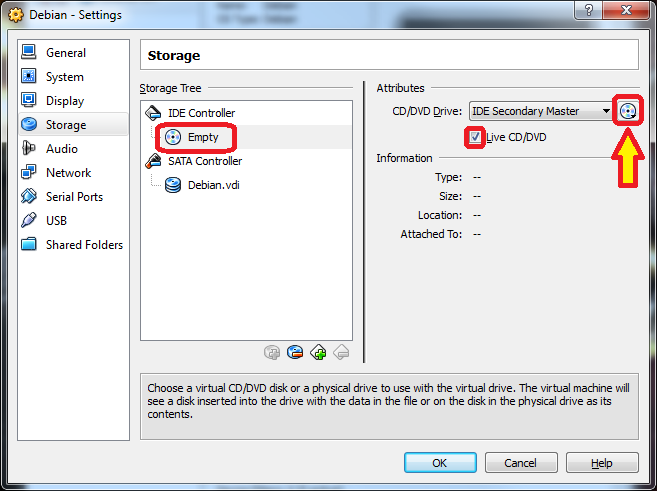 Debian - Settings
?
General
System
Display
Storage
Audio
Network
Serial Ports
USB
Shared Folders
Storage
Storage Tree
IDE Controller
Empty
SATA Controller
Debian.vdi
Attributes
CD/DVD Drive: IDE Secondary Master
Live CD/DVD
Information
Type: --
Size: --
Location: --
Attached To: --
Choose a virtual CD/DVD disk or a physical drive to use with the virtual drive. The virtual machine will
see a disk inserted into the drive with the data in the file or on the disk in the physical drive as its
contents.
OK Cancel Help